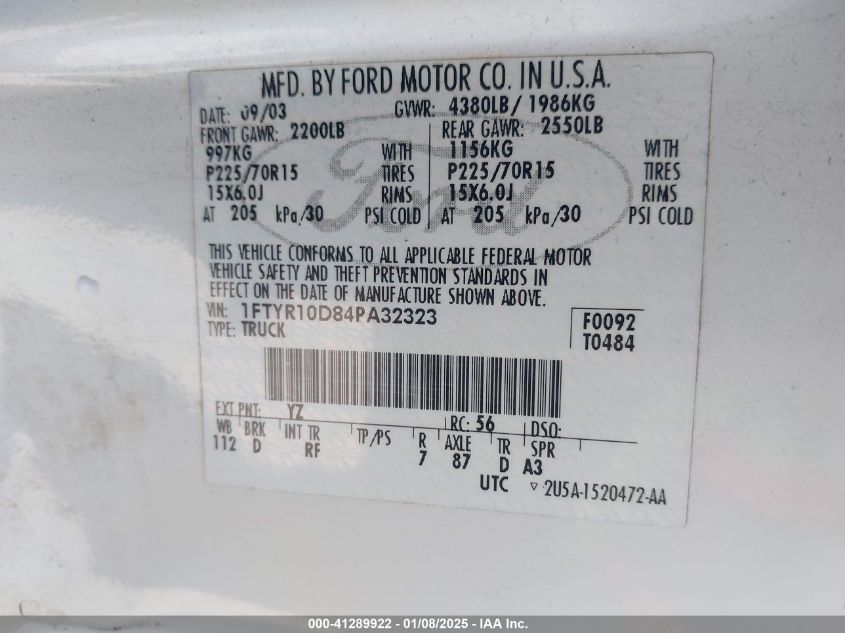 MFD. BY FORD MOTOR CO. IN U.S.A.
DATE: 09/03 GVWR: 4380LB/ 1986KG
FRONT GAWR: 2200LB REAR GAWR: 2550LB
997KG WITH 1156KG WITH
P225/70R15 TIRES P225/70R15 TIRES
15X6.0J RIMS 15X6.0J RIMS
AT 205 kPa/30 PSI COLD AT 205 kPa/30 PSI COLD
Ford
THIS VEHICLE CONFORMS TO ALL APPLICABLE FEDERAL MOTOR
VEHICLE SAFETY AND THEFT PREVENTION STANDARDS IN
EFFECT ON THE DATE OF MANUFACTURE SHOWN ABOVE.
VIN: 1FTYR10D84PA32323 F0092
TYPE: TRUCK T0484
EXT PNT: YZ RC: 56 DSO:
WB BRK INT TR TP/PS R AXLE TR SPR
112 D RF 7 87 D A3
UTC ▽ 2U5A-1520472-AA
000-41289922 - 01/08/2025 - IAA Inc.